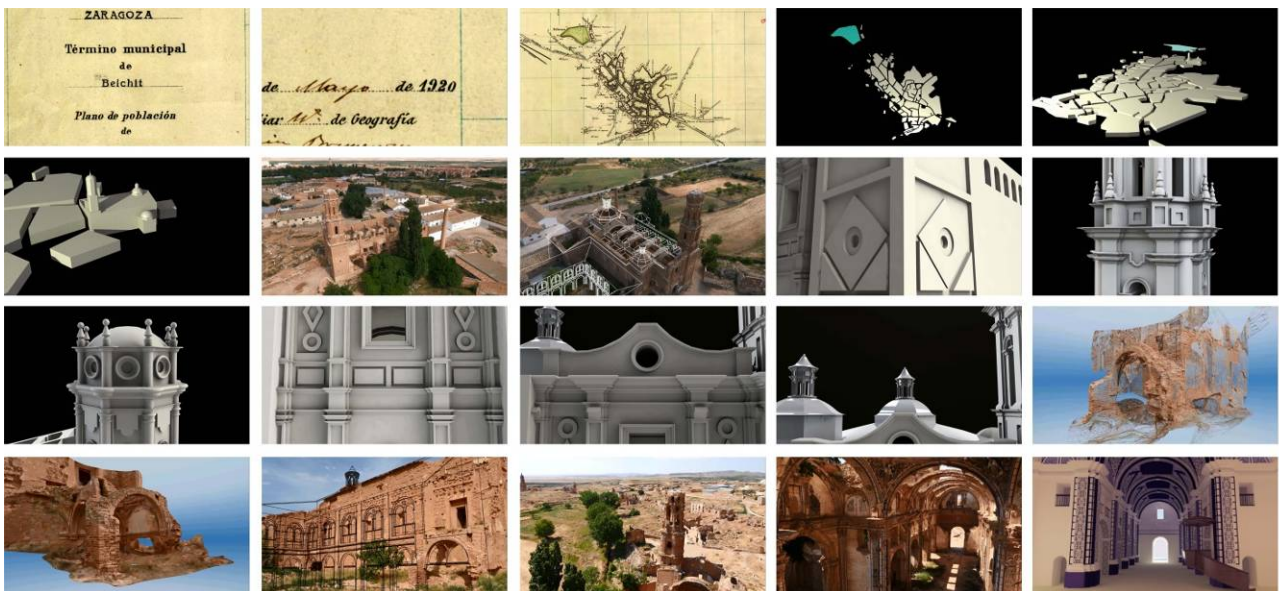 ZARAGOZA
Término municipal
de
Belchit
Plano de población
de
de Mayo de 1920
de Geografía